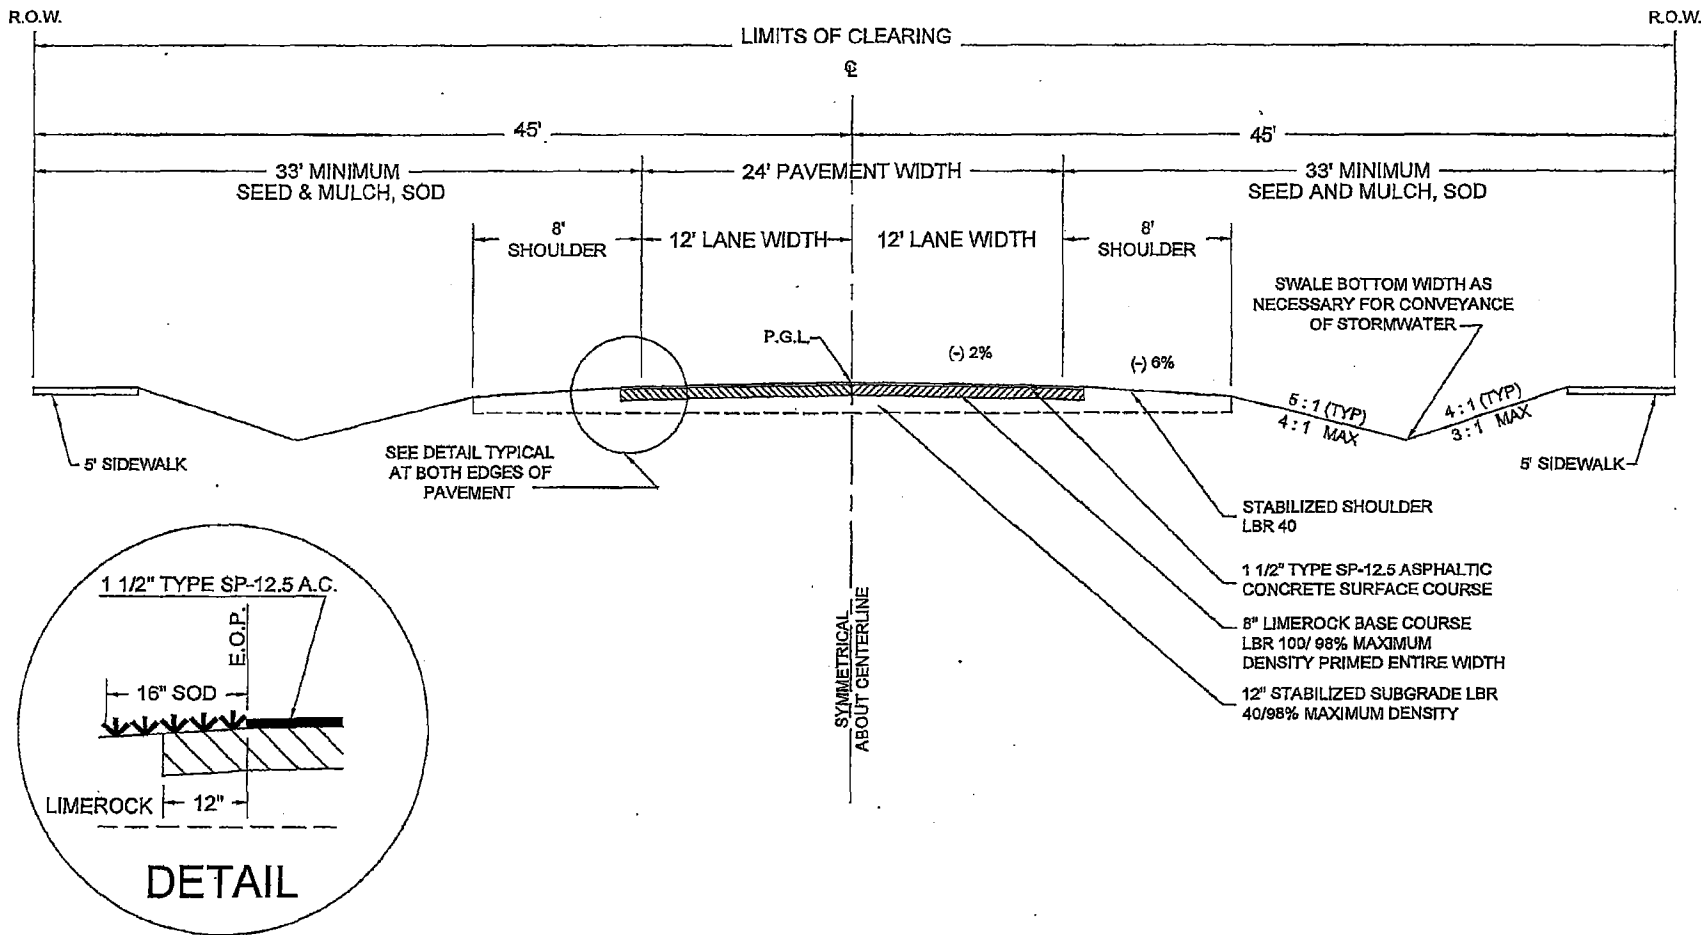 R.O.W.
R.O.W.
LIMITS OF CLEARING
℄
45'
45'
33' MINIMUM
SEED & MULCH, SOD
24' PAVEMENT WIDTH
33' MINIMUM
SEED AND MULCH, SOD
8'
SHOULDER
12' LANE WIDTH
12' LANE WIDTH
8'
SHOULDER
SWALE BOTTOM WIDTH AS
NECESSARY FOR CONVEYANCE
OF STORMWATER
P.G.L.
(-) 2%
(-) 6%
5 : 1 (TYP)
4 : 1 MAX
4 : 1 (TYP)
3 : 1 MAX
5' SIDEWALK
SEE DETAIL TYPICAL
AT BOTH EDGES OF
PAVEMENT
5' SIDEWALK
STABILIZED SHOULDER
LBR 40
1 1/2" TYPE SP-12.5 ASPHALTIC
CONCRETE SURFACE COURSE
8" LIMEROCK BASE COURSE
LBR 100/ 98% MAXIMUM
DENSITY PRIMED ENTIRE WIDTH
12" STABILIZED SUBGRADE LBR
40/98% MAXIMUM DENSITY
SYMMETRICAL
ABOUT CENTERLINE
1 1/2" TYPE SP-12.5 A.C.
E.O.P.
16" SOD
LIMEROCK
12"
DETAIL